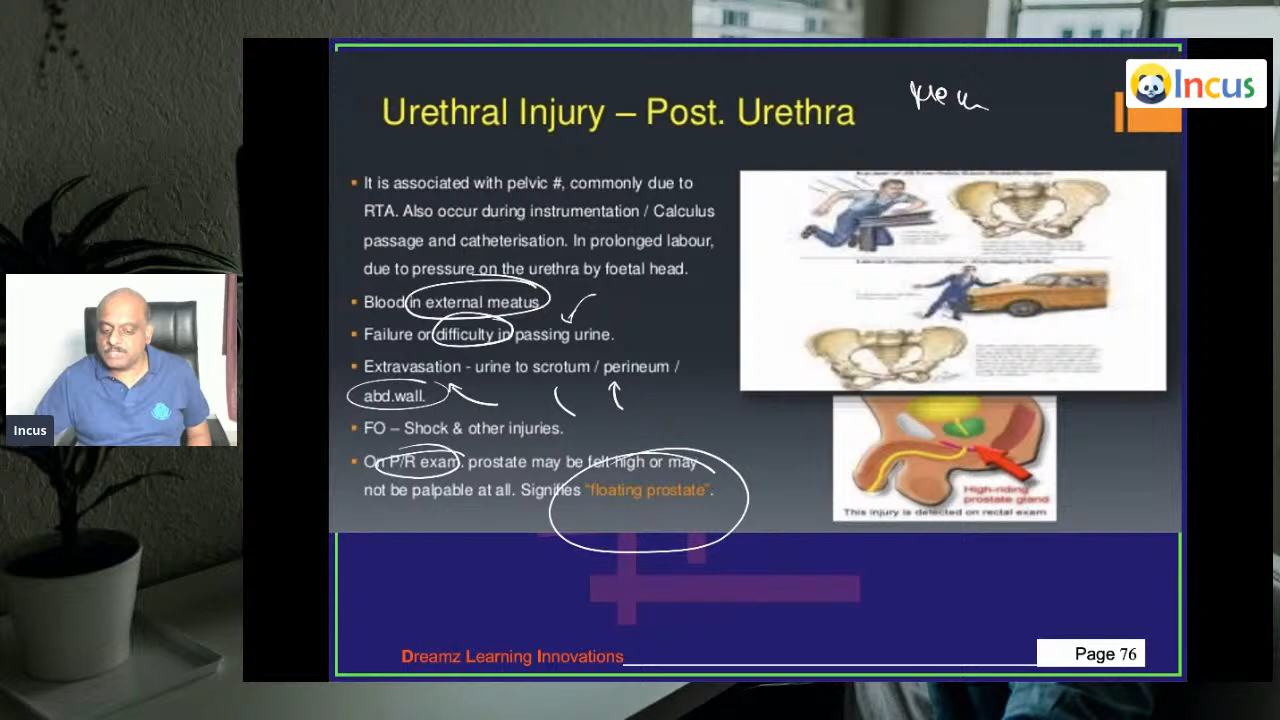 Incus
Urethral Injury – Post. Urethra
It is associated with pelvic #, commonly due to
RTA. Also occur during instrumentation / Calculus
passage and catheterisation. In prolonged labour,
due to pressure on the urethra by foetal head.
Blood in external meatus
Failure or difficulty in passing urine.
Extravasation - urine to scrotum / perineum /
abd.wall.
FO – Shock & other injuries.
On P/R exam. prostate may be felt high or may
not be palpable at all. Signifies “floating prostate”.
High-riding
prostate gland
This injury is detected on rectal exam
Incus
Dreamz Learning Innovations
Page 76